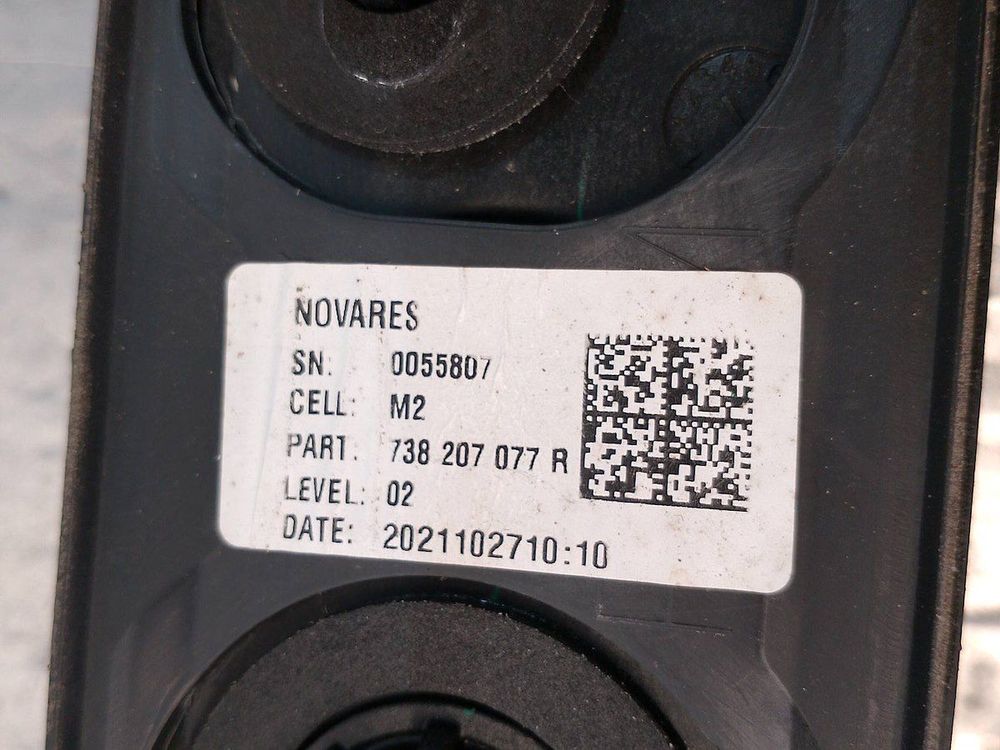 NOVARES
SN: 0055807
CELL: M2
PART: 738 207 077 R
LEVEL: 02
DATE: 2021102710:10